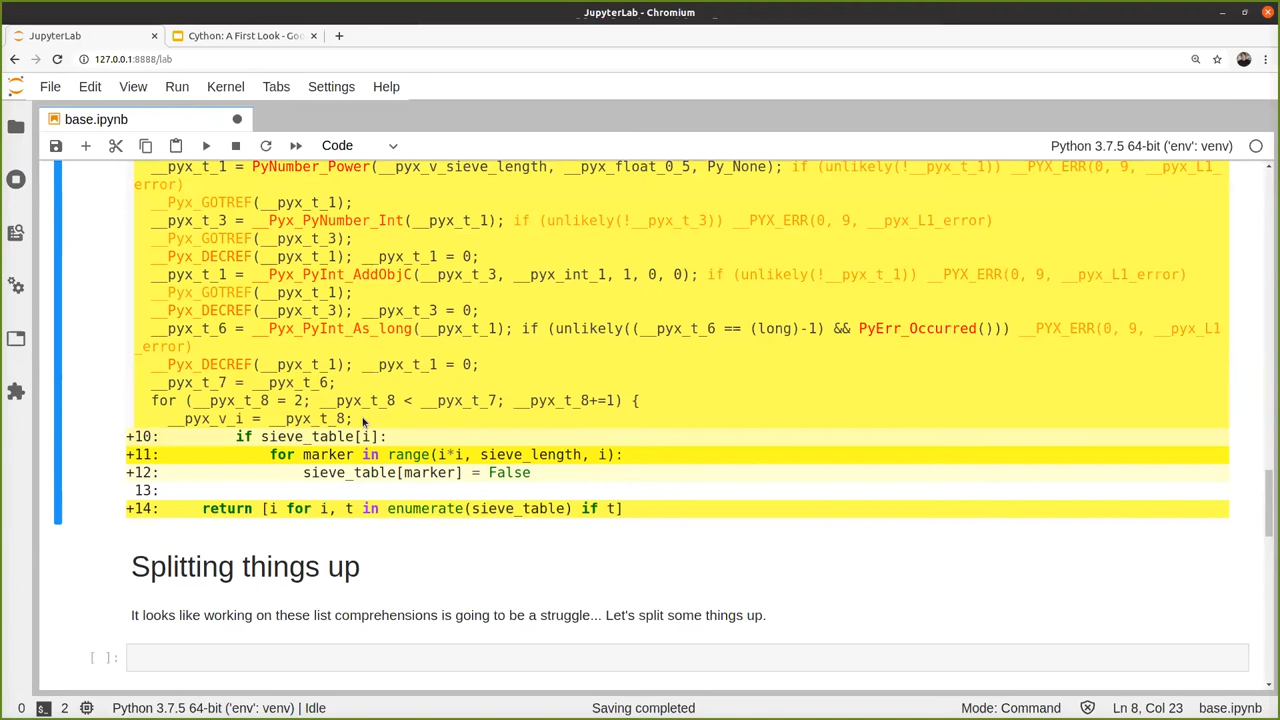 JupyterLab - Chromium
JupyterLab
Cython: A First Look - Goo
127.0.0.1:8888/lab
File Edit View Run Kernel Tabs Settings Help
base.ipynb
Code
Python 3.7.5 64-bit ('env': venv)
__pyx_t_1 = PyNumber_Power(__pyx_v_sieve_length, __pyx_float_0_5, Py_None); if (unlikely(!__pyx_t_1)) __PYX_ERR(0, 9, __pyx_L1_
error)
__Pyx_GOTREF(__pyx_t_1);
__pyx_t_3 = __Pyx_PyNumber_Int(__pyx_t_1); if (unlikely(!__pyx_t_3)) __PYX_ERR(0, 9, __pyx_L1_error)
__Pyx_GOTREF(__pyx_t_3);
__Pyx_DECREF(__pyx_t_1); __pyx_t_1 = 0;
__pyx_t_1 = __Pyx_PyInt_AddObjC(__pyx_t_3, __pyx_int_1, 1, 0, 0); if (unlikely(!__pyx_t_1)) __PYX_ERR(0, 9, __pyx_L1_error)
__Pyx_GOTREF(__pyx_t_1);
__Pyx_DECREF(__pyx_t_3); __pyx_t_3 = 0;
__pyx_t_6 = __Pyx_PyInt_As_long(__pyx_t_1); if (unlikely((__pyx_t_6 == (long)-1) && PyErr_Occurred())) __PYX_ERR(0, 9, __pyx_L1
_error)
__Pyx_DECREF(__pyx_t_1); __pyx_t_1 = 0;
__pyx_t_7 = __pyx_t_6;
for (__pyx_t_8 = 2; __pyx_t_8 < __pyx_t_7; __pyx_t_8+=1) {
__pyx_v_i = __pyx_t_8;
+10: if sieve_table[i]:
+11: for marker in range(i*i, sieve_length, i):
+12: sieve_table[marker] = False
13:
+14: return [i for i, t in enumerate(sieve_table) if t]
Splitting things up
It looks like working on these list comprehensions is going to be a struggle... Let's split some things up.
[ ]:
0 $_ 2 Python 3.7.5 64-bit ('env': venv) | Idle Saving completed Mode: Command Ln 8, Col 23 base.ipynb